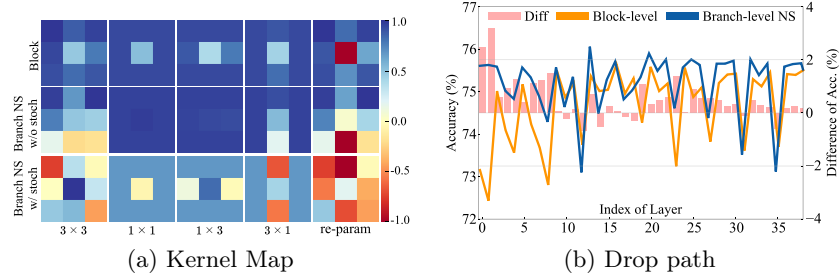 Block
Branch NS
w/o stoch
Branch NS
w/ stoch
3 × 3
1 × 1
1 × 3
3 × 1
re-param
1.0
0.5
0.0
-0.5
-1.0
(a) Kernel Map
Diff
Block-level
Branch-level NS
Accuracy (%)
77
76
75
74
73
72
Difference of Acc. (%)
4
2
0
−2
−4
Index of Layer
0
5
10
15
20
25
30
35
(b) Drop path